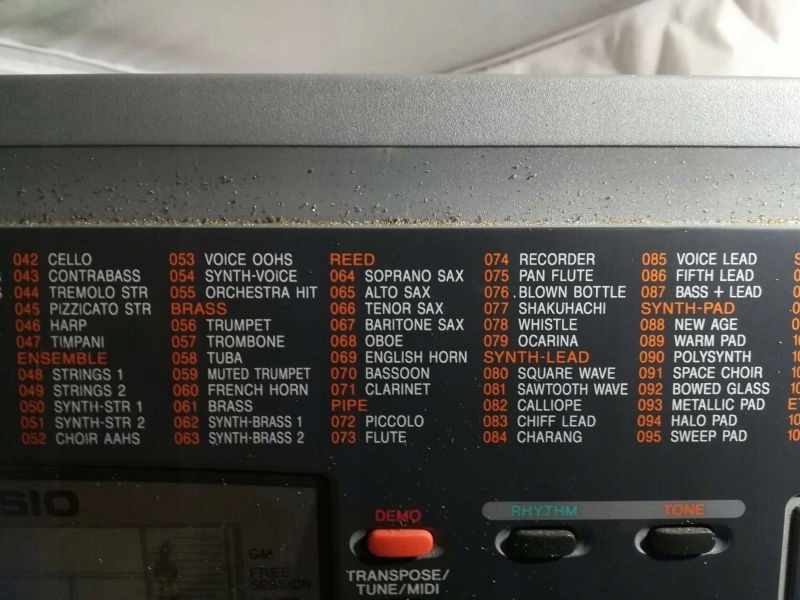 042 CELLO
043 CONTRABASS
044 TREMOLO STR
045 PIZZICATO STR
046 HARP
047 TIMPANI
ENSEMBLE
048 STRINGS 1
049 STRINGS 2
050 SYNTH-STR 1
051 SYNTH-STR 2
052 CHOIR AAHS
053 VOICE OOHS
054 SYNTH-VOICE
055 ORCHESTRA HIT
BRASS
056 TRUMPET
057 TROMBONE
058 TUBA
059 MUTED TRUMPET
060 FRENCH HORN
061 BRASS
062 SYNTH-BRASS 1
063 SYNTH-BRASS 2
REED
064 SOPRANO SAX
065 ALTO SAX
066 TENOR SAX
067 BARITONE SAX
068 OBOE
069 ENGLISH HORN
070 BASSOON
071 CLARINET
PIPE
072 PICCOLO
073 FLUTE
074 RECORDER
075 PAN FLUTE
076 BLOWN BOTTLE
077 SHAKUHACHI
078 WHISTLE
079 OCARINA
SYNTH-LEAD
080 SQUARE WAVE
081 SAWTOOTH WAVE
082 CALLIOPE
083 CHIFF LEAD
084 CHARANG
085 VOICE LEAD
086 FIFTH LEAD
087 BASS + LEAD
SYNTH-PAD
088 NEW AGE
089 WARM PAD
090 POLYSYNTH
091 SPACE CHOIR
092 BOWED GLASS
093 METALLIC PAD
094 HALO PAD
095 SWEEP PAD
SIO
GM
FREE
SESSION
DEMO
TRANSPOSE/
TUNE/MIDI
RHYTHM
TONE